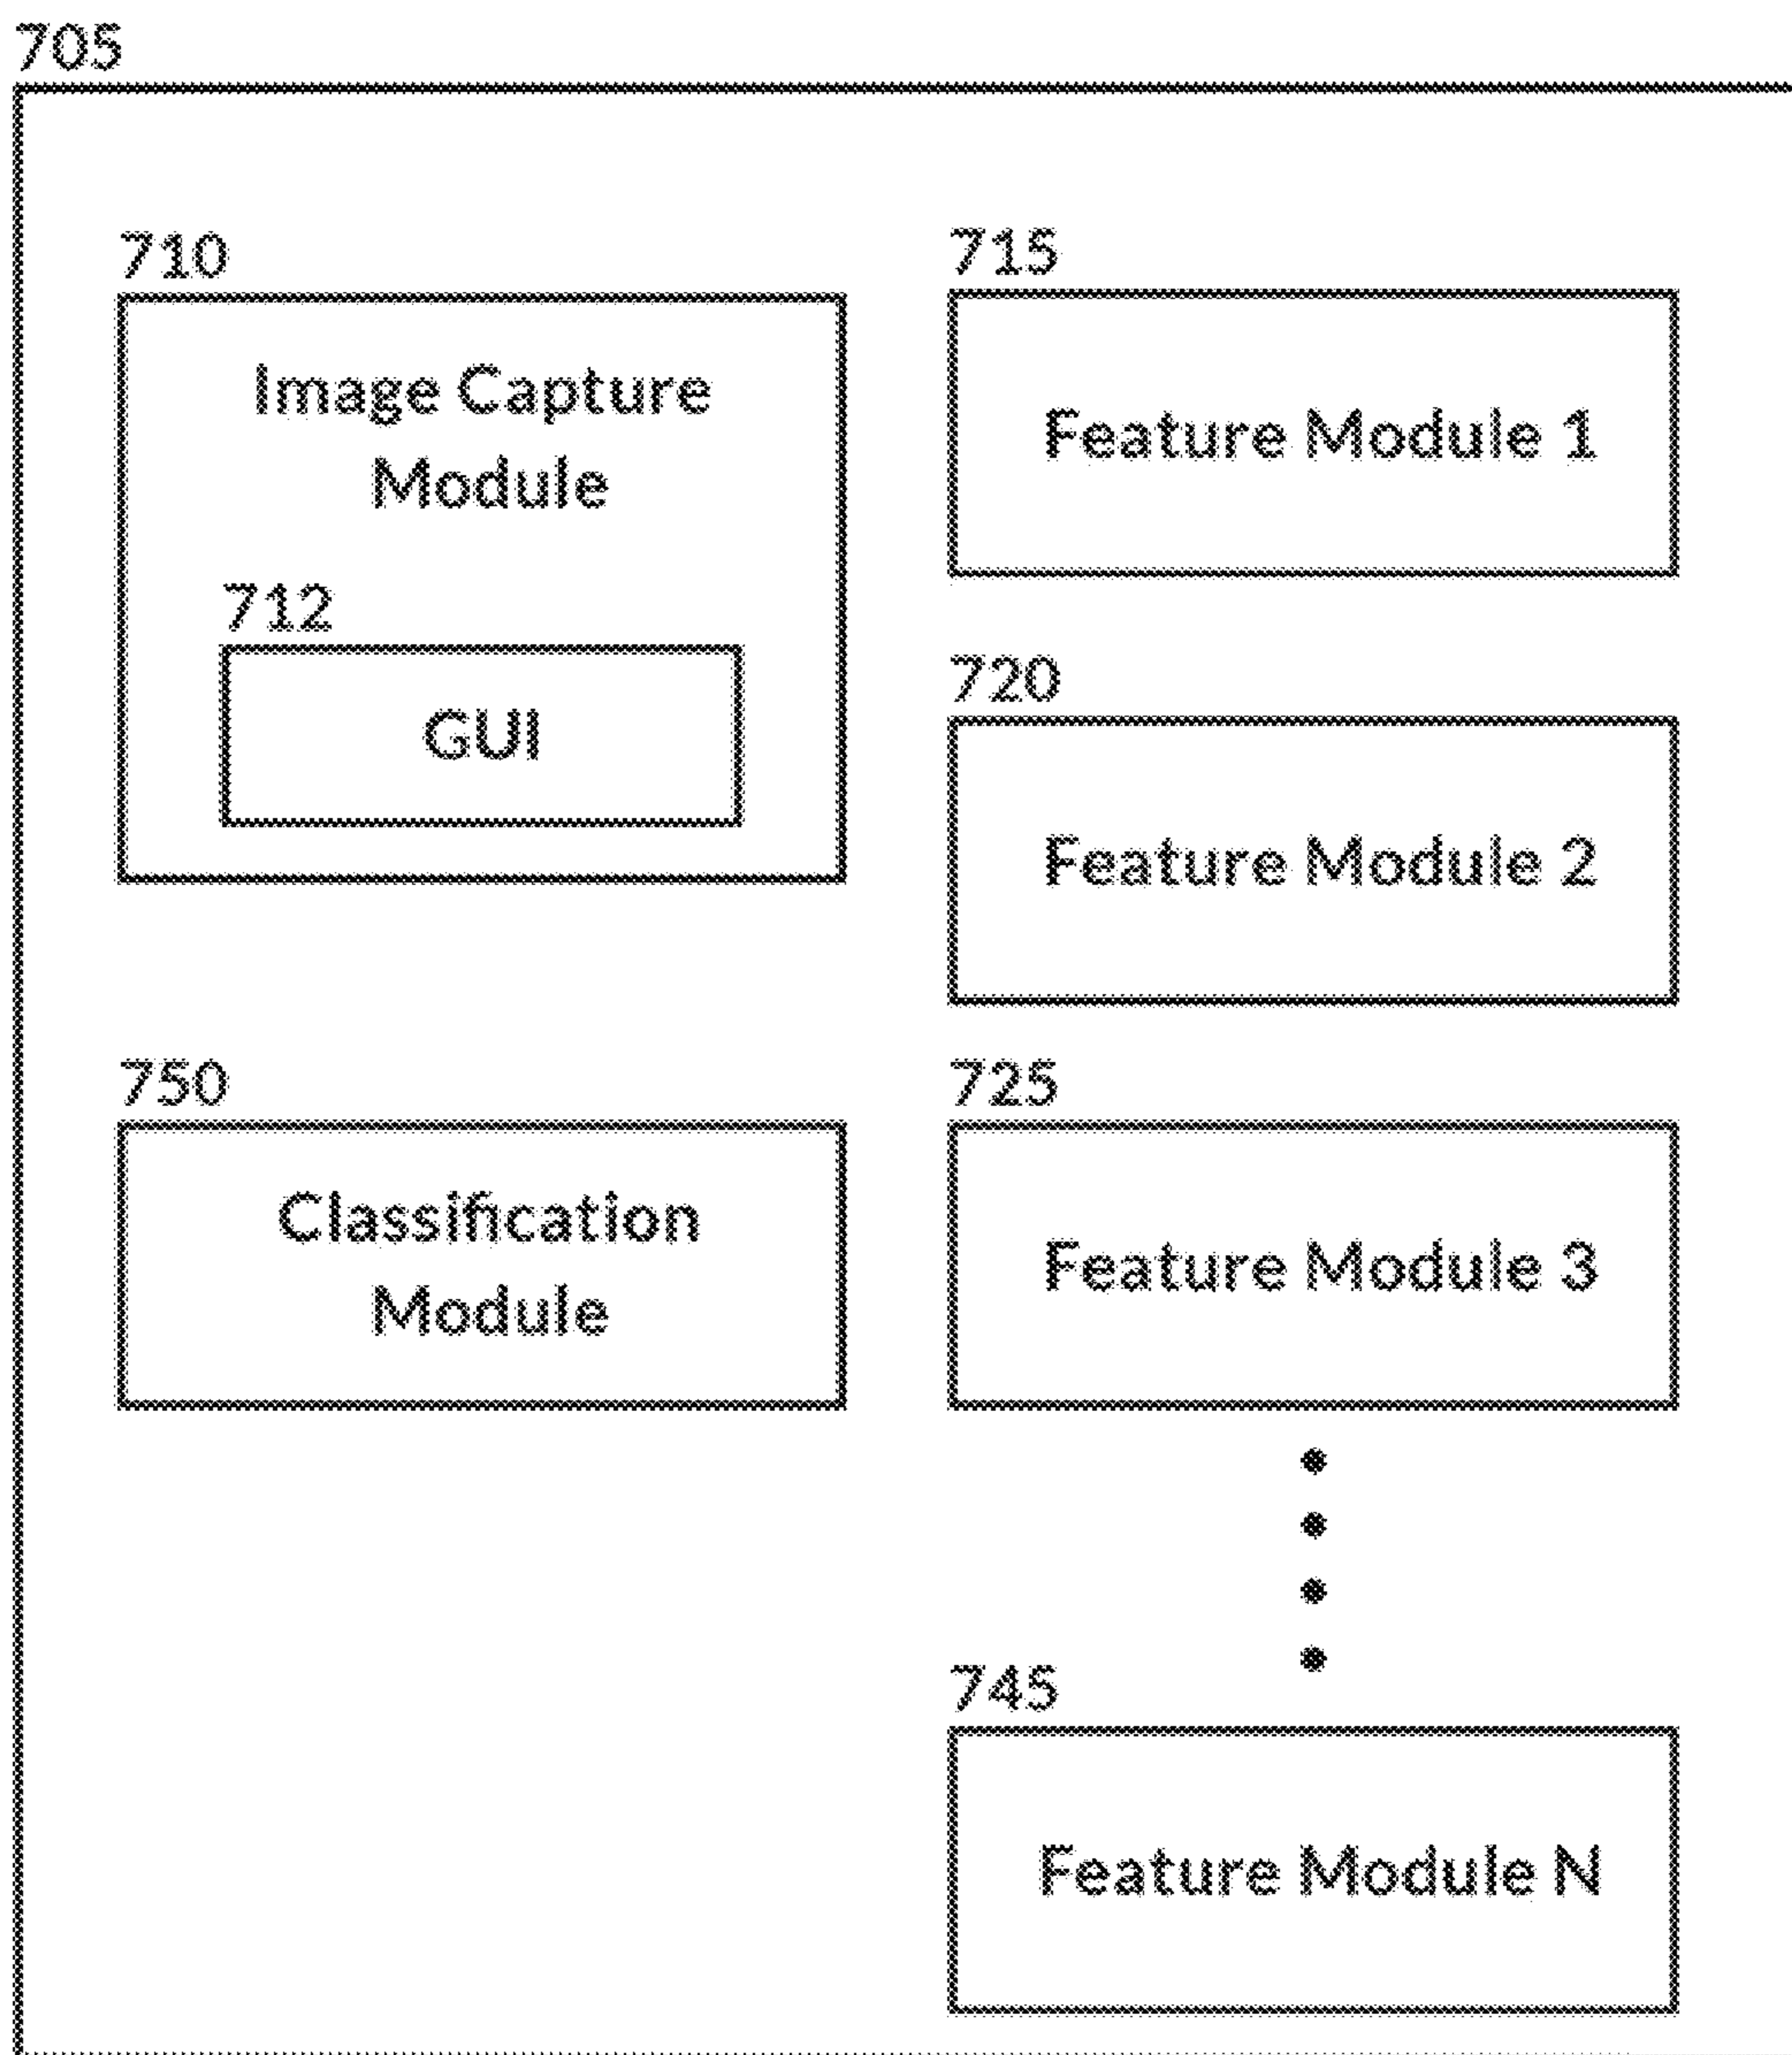 705
710
Image Capture
Module
712
GUI
715
Feature Module 1
720
Feature Module 2
750
Classification
Module
725
Feature Module 3
745
Feature Module N